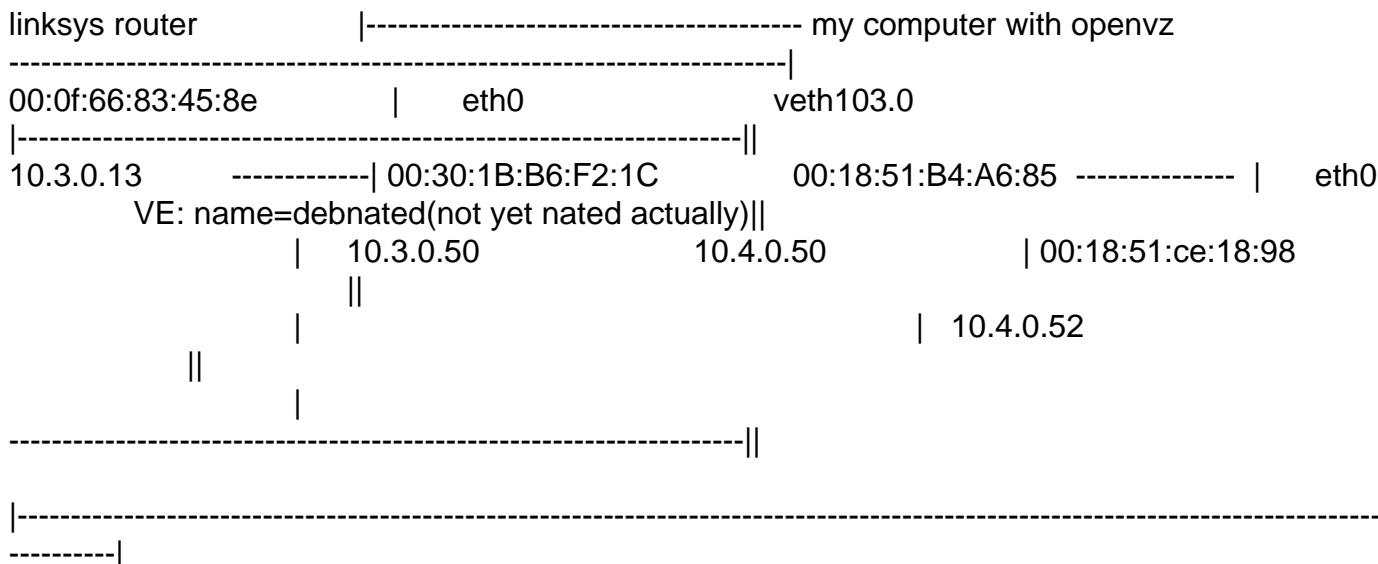 linksys router |----------------------------------------- my computer with openvz
-------------------------------------------------------------------------|
00:0f:66:83:45:8e | eth0 veth103.0
|--------------------------------------------------------------------||
10.3.0.13 -------------| 00:30:1B:B6:F2:1C 00:18:51:B4:A6:85 --------------- | eth0
VE: name=debnated(not yet nated actually)||
| 10.3.0.50 10.4.0.50 | 00:18:51:ce:18:98
||
| | 10.4.0.52
||
|
---------------------------------------------------------------------||
|--------------------------------------------------------------------------------------------------------------------------------
----------|